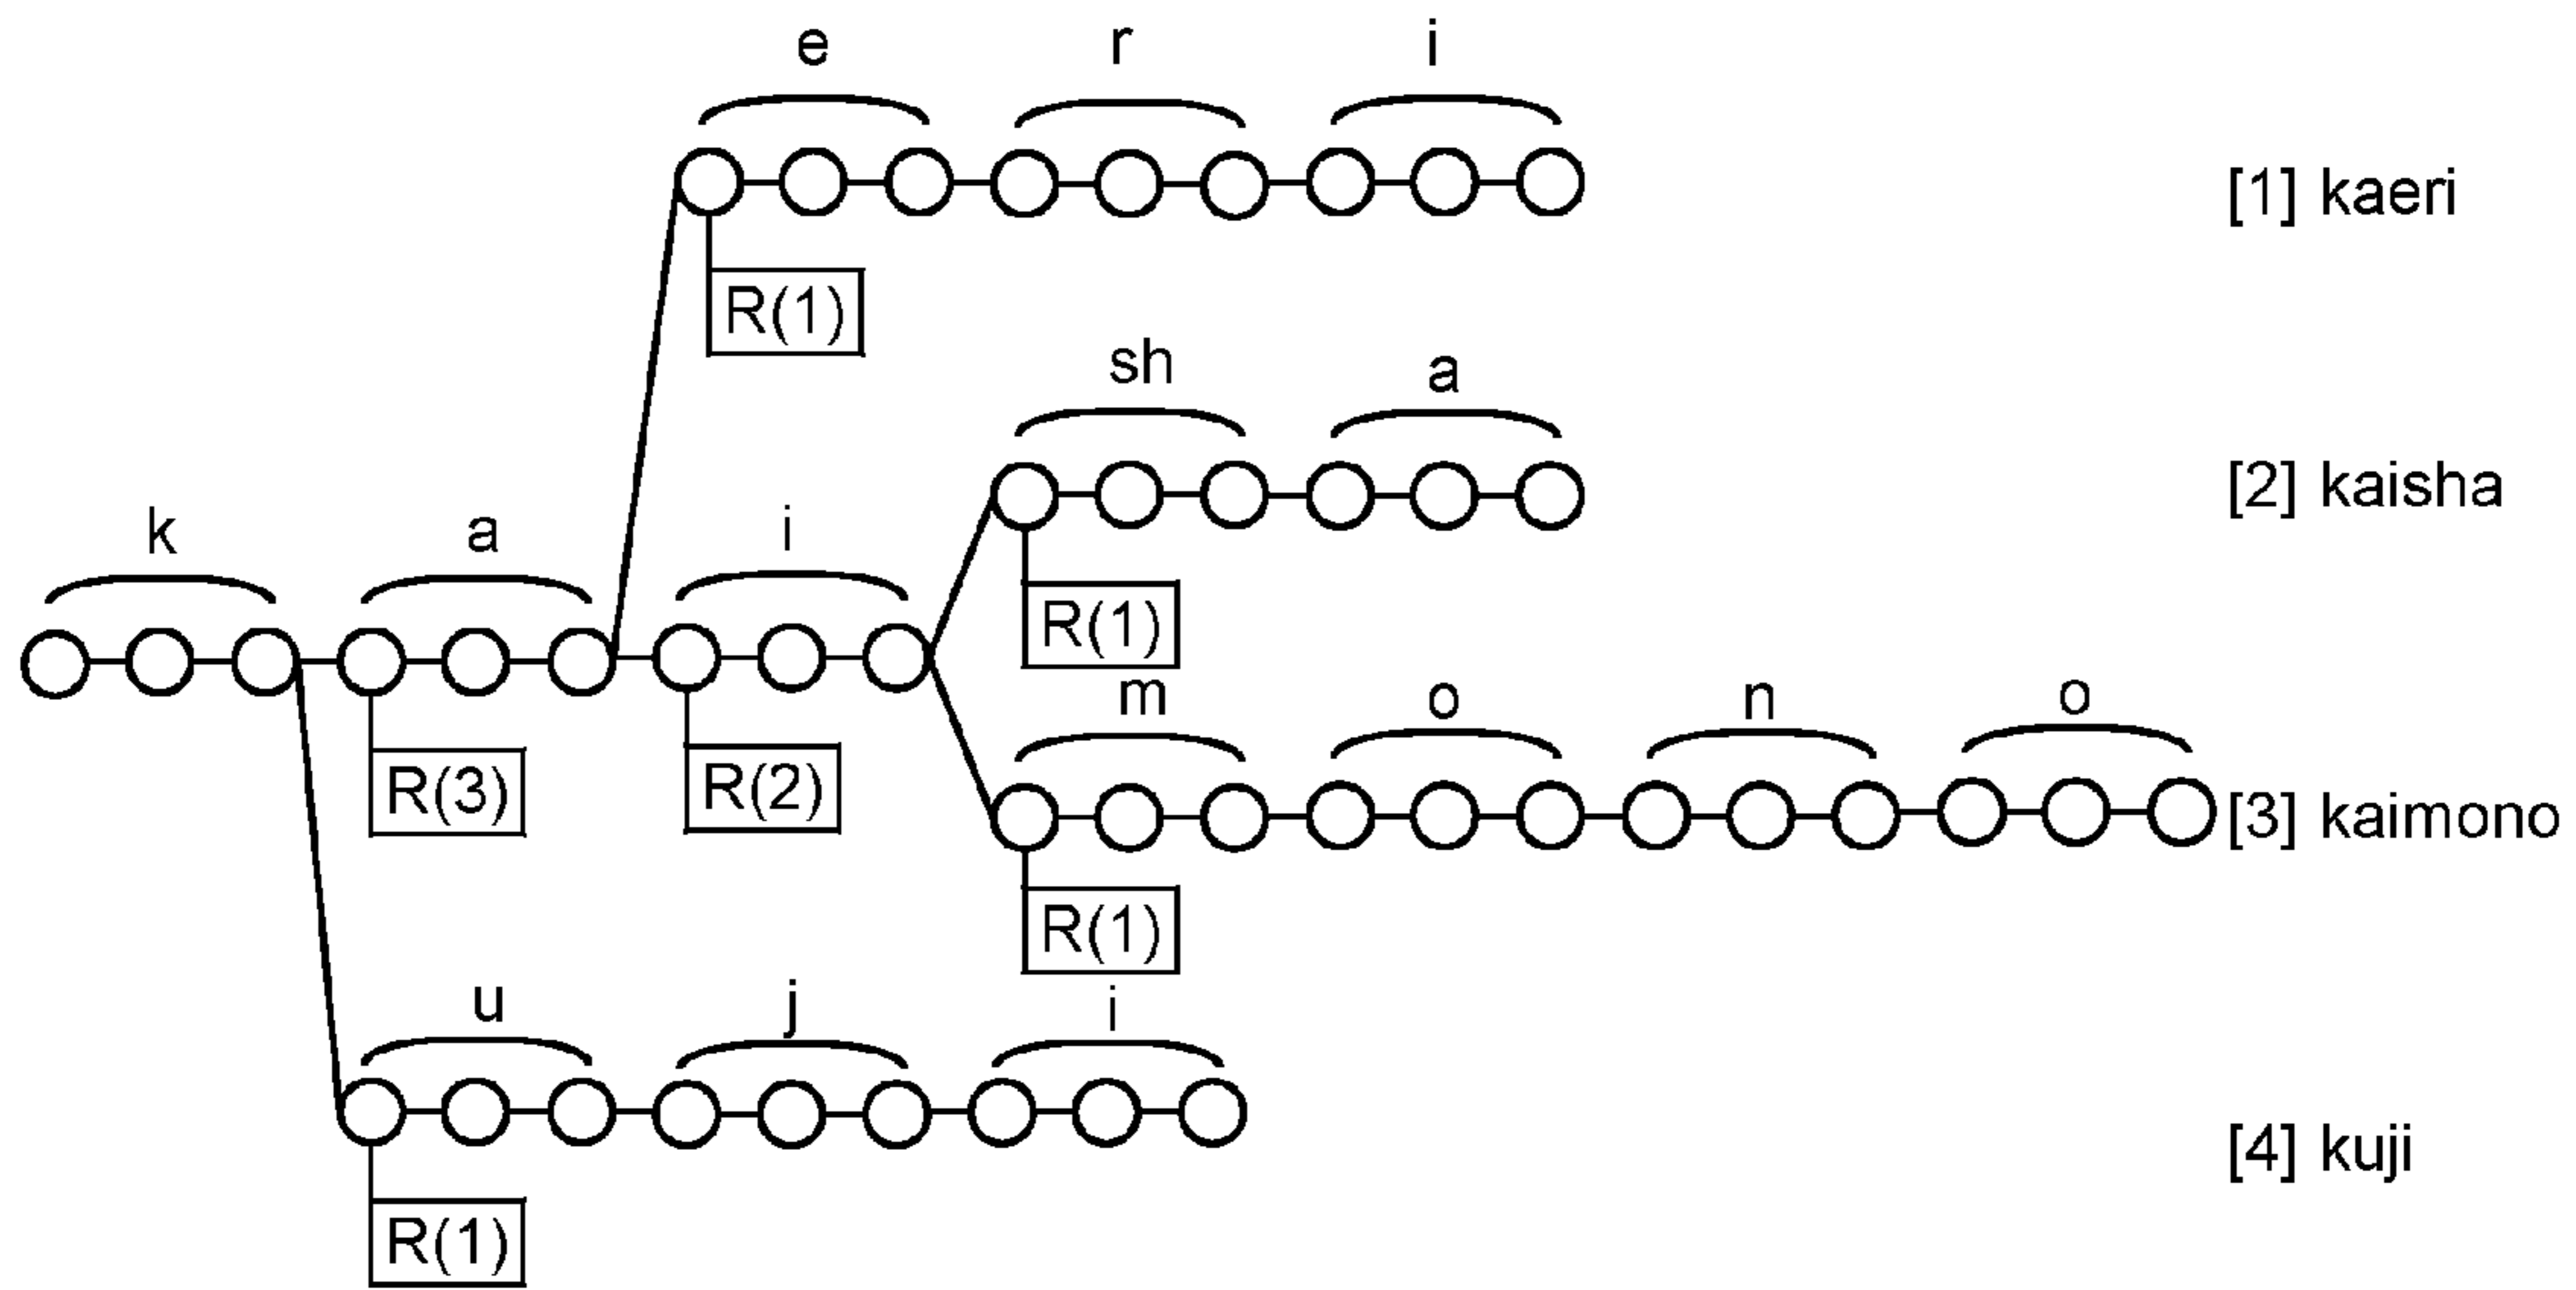 e r i
[1] kaeri
R(1)
sh a
[2] kaisha
k a i
R(1)
m o n o
R(3) R(2)
[3] kaimono
R(1)
u j i
[4] kuji
R(1)